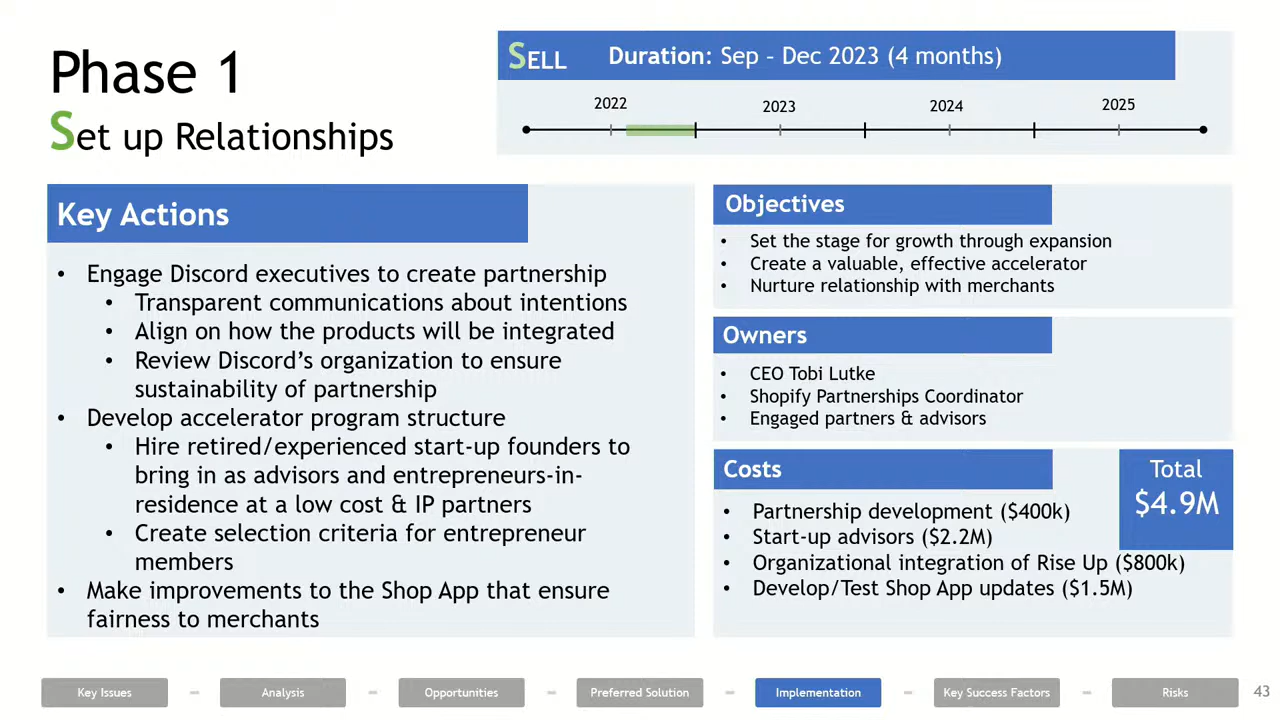 Phase 1
Set up Relationships
SELL Duration: Sep – Dec 2023 (4 months)
2022 2023 2024 2025
Key Actions
• Engage Discord executives to create partnership
• Transparent communications about intentions
• Align on how the products will be integrated
• Review Discord's organization to ensure
sustainability of partnership
• Develop accelerator program structure
• Hire retired/experienced start-up founders to
bring in as advisors and entrepreneurs-in-
residence at a low cost & IP partners
• Create selection criteria for entrepreneur
members
• Make improvements to the Shop App that ensure
fairness to merchants
Objectives
• Set the stage for growth through expansion
• Create a valuable, effective accelerator
• Nurture relationship with merchants
Owners
• CEO Tobi Lutke
• Shopify Partnerships Coordinator
• Engaged partners & advisors
Costs
Total
$4.9M
• Partnership development ($400k)
• Start-up advisors ($2.2M)
• Organizational integration of Rise Up ($800k)
• Develop/Test Shop App updates ($1.5M)
Key Issues – Analysis – Opportunities – Preferred Solution – Implementation – Key Success Factors – Risks 43